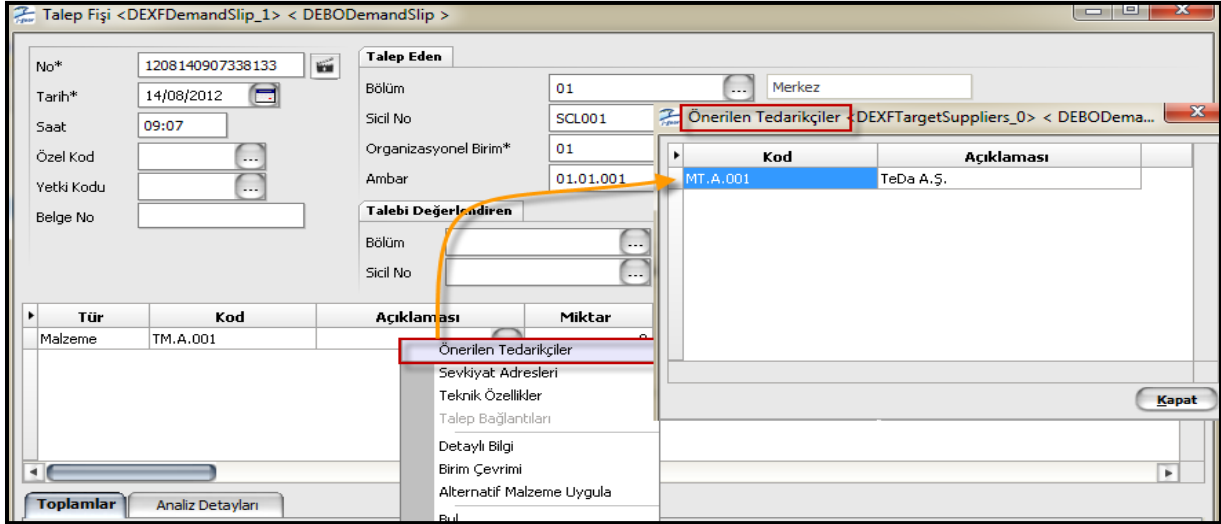 Talep Fişi <DEXFDemandSlip_1> < DEBODemandSlip >
No* 1208140907338133
Tarih* 14/08/2012
Saat 09:07
Özel Kod ...
Yetki Kodu ...
Belge No
Talep Eden
Bölüm 01 ... Merkez
Sicil No SCL001
Organizasyonel Birim* 01
Ambar 01.01.001
Talebi Değerlendiren
Bölüm ...
Sicil No ...
Önerilen Tedarikçiler <DEXFTargetSuppliers_0> < DEBODema...
Kod Açıklaması
MT.A.001 TeDa A.Ş.
Kapat
Tür Kod Açıklaması Miktar
Malzeme TM.A.001
Önerilen Tedarikçiler
Sevkiyat Adresleri
Teknik Özellikler
Talep Bağlantıları
Detaylı Bilgi
Birim Çevrimi
Alternatif Malzeme Uygula
Bul
Toplamlar Analiz Detayları